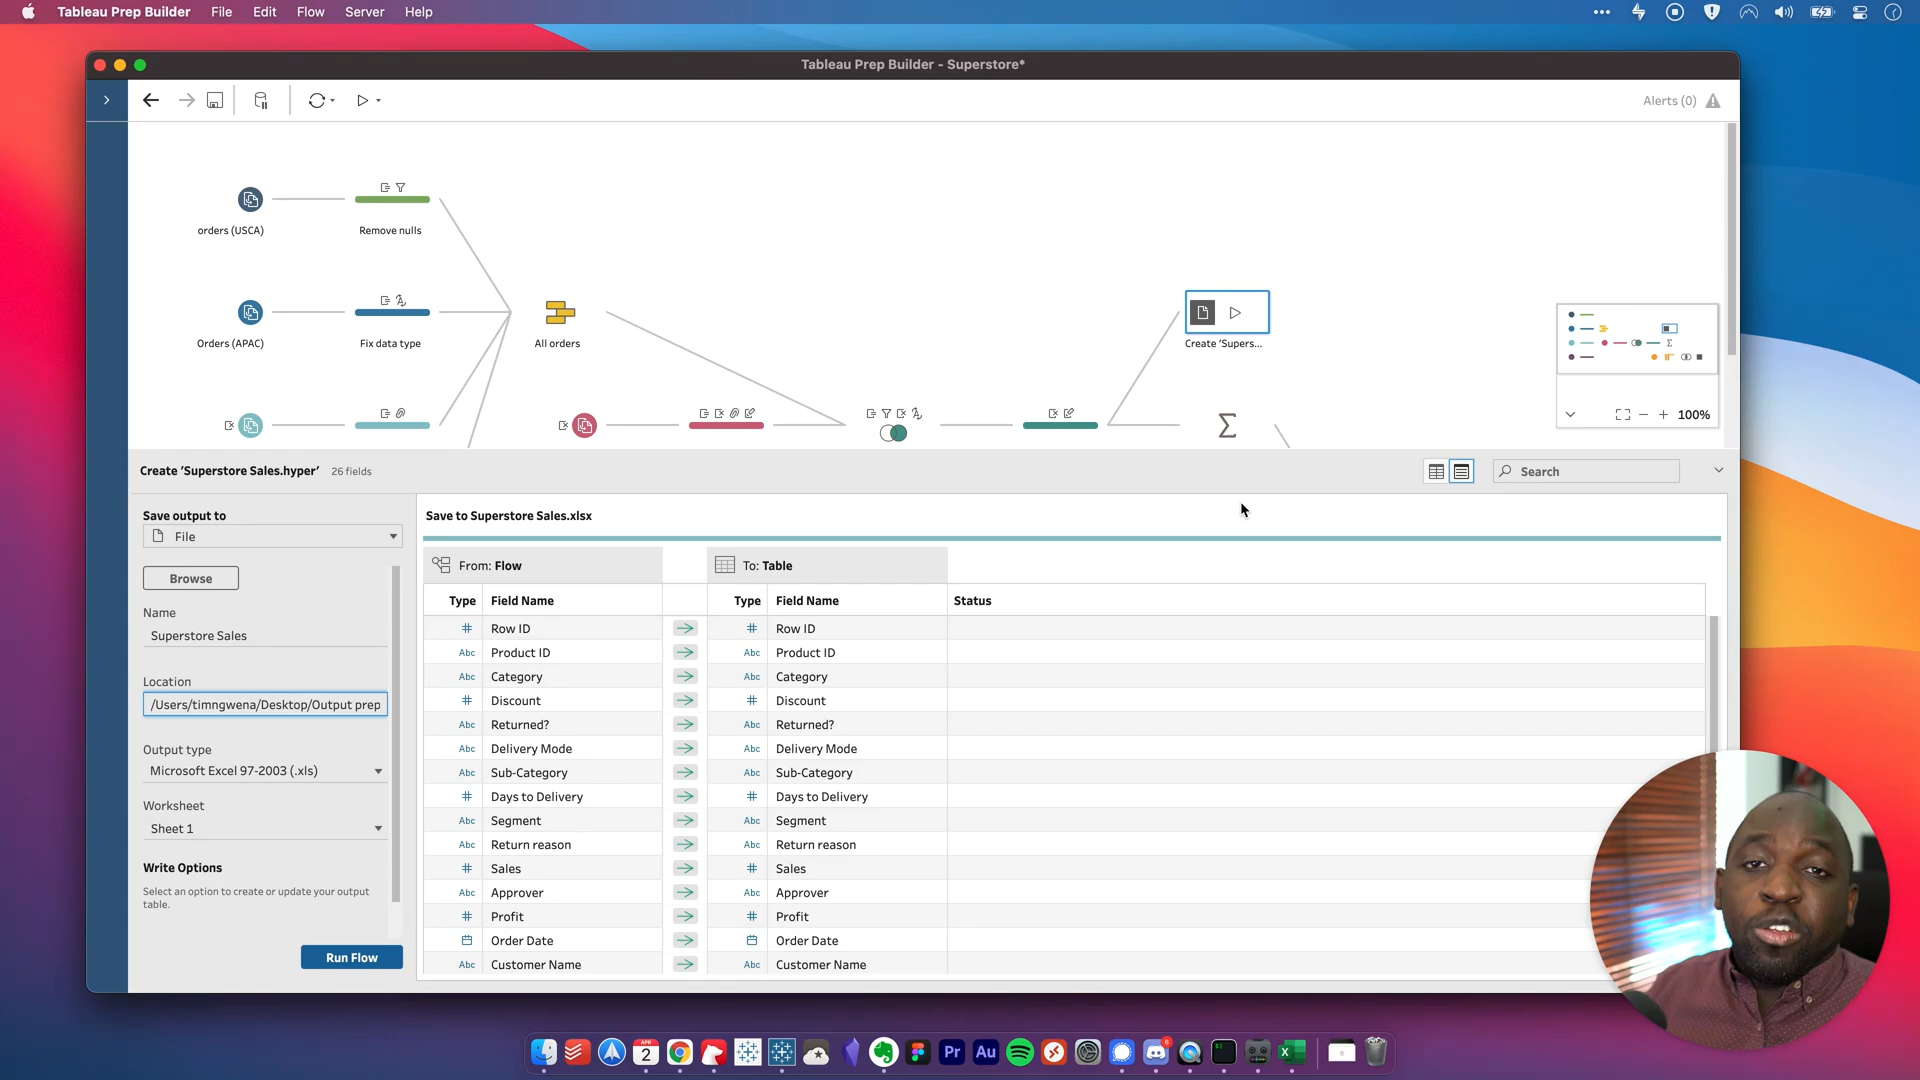 Tableau Prep Builder File Edit Flow Server Help
Tableau Prep Builder - Superstore*
Alerts (0)
orders (USCA)
Remove nulls
Orders (APAC)
Fix data type
All orders
Create 'Supers...
100%
Create 'Superstore Sales.hyper' 26 fields
Search
Save output to
File
Browse
Name
Superstore Sales
Location
/Users/timngwena/Desktop/Output prep
Output type
Microsoft Excel 97-2003 (.xls)
Worksheet
Sheet 1
Write Options
Select an option to create or update your output
table.
Run Flow
Save to Superstore Sales.xlsx
From: Flow To: Table
Type Field Name Type Field Name Status
# Row ID # Row ID
Abc Product ID Abc Product ID
Abc Category Abc Category
# Discount # Discount
Abc Returned? Abc Returned?
Abc Delivery Mode Abc Delivery Mode
Abc Sub-Category Abc Sub-Category
# Days to Delivery # Days to Delivery
Abc Segment Abc Segment
Abc Return reason Abc Return reason
# Sales # Sales
Abc Approver Abc Approver
# Profit # Profit
Order Date Order Date
Abc Customer Name Abc Customer Name
APR
2
Pr Au
6